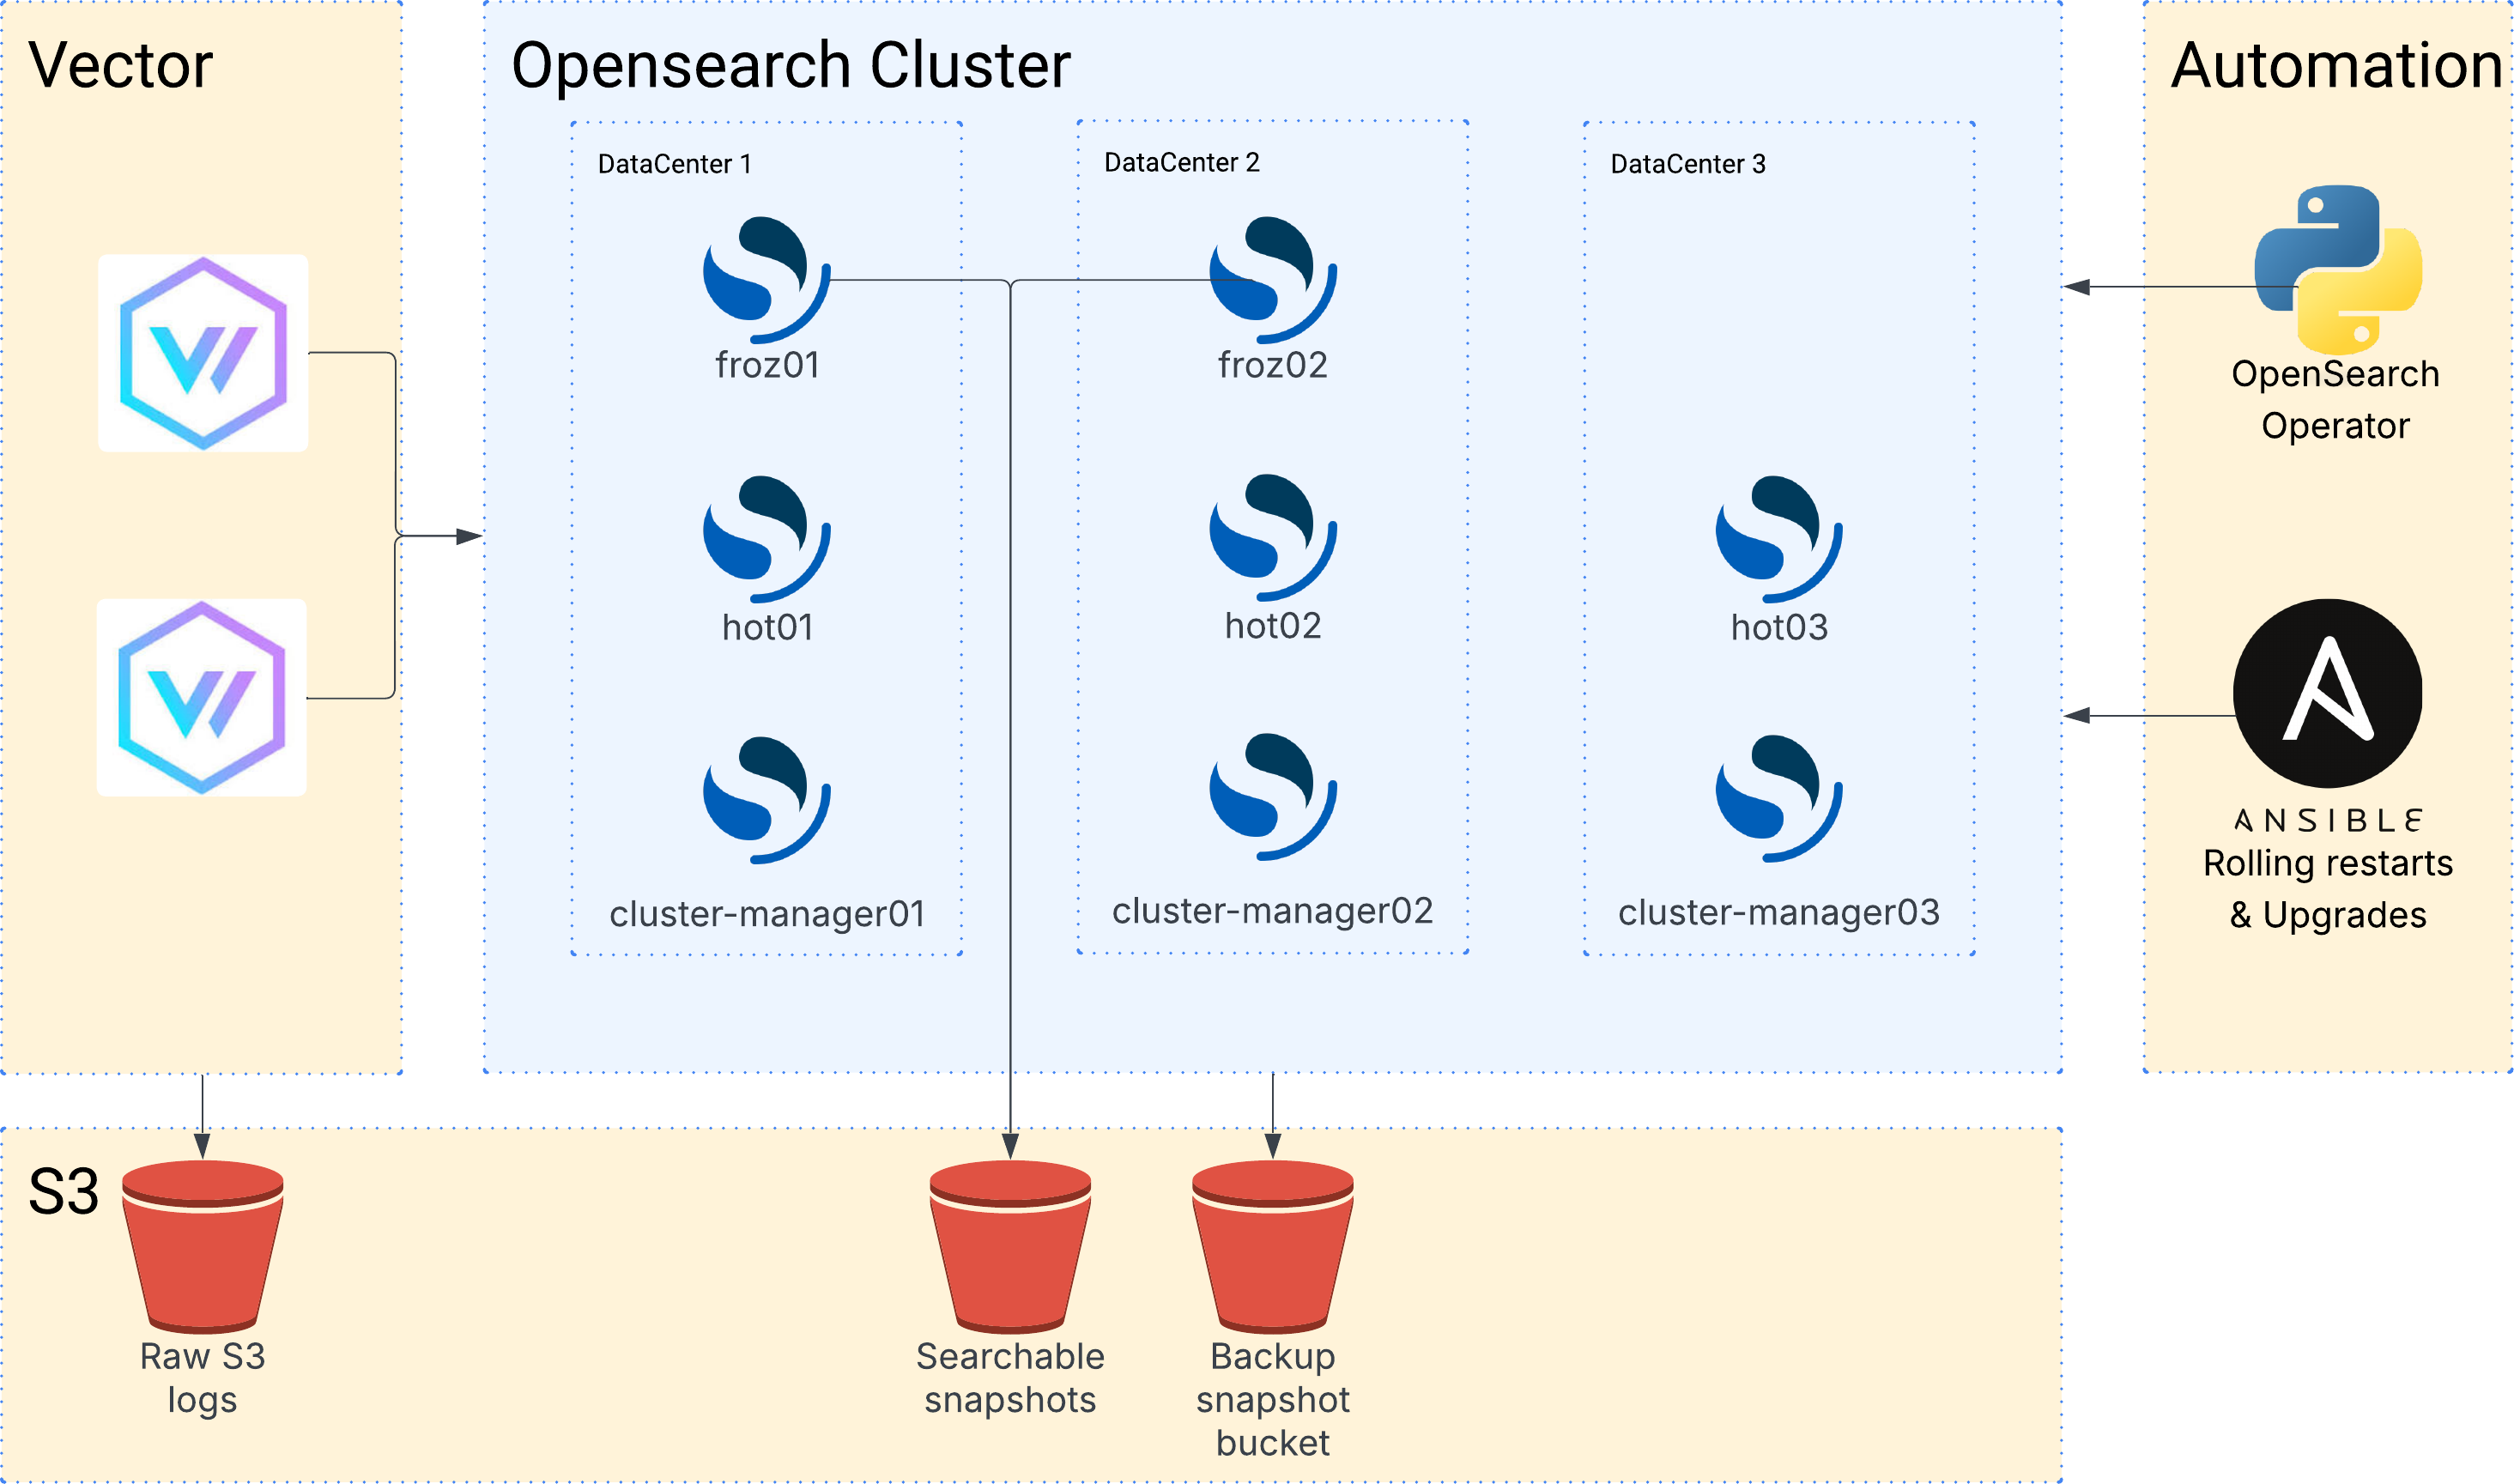 Vector
Opensearch Cluster
Automation
DataCenter 1
DataCenter 2
DataCenter 3
froz01
froz02
OpenSearch
Operator
hot01
hot02
hot03
cluster-manager01
cluster-manager02
cluster-manager03
ANSIBLE
Rolling restarts
& Upgrades
S3
Raw S3
logs
Searchable
snapshots
Backup
snapshot
bucket